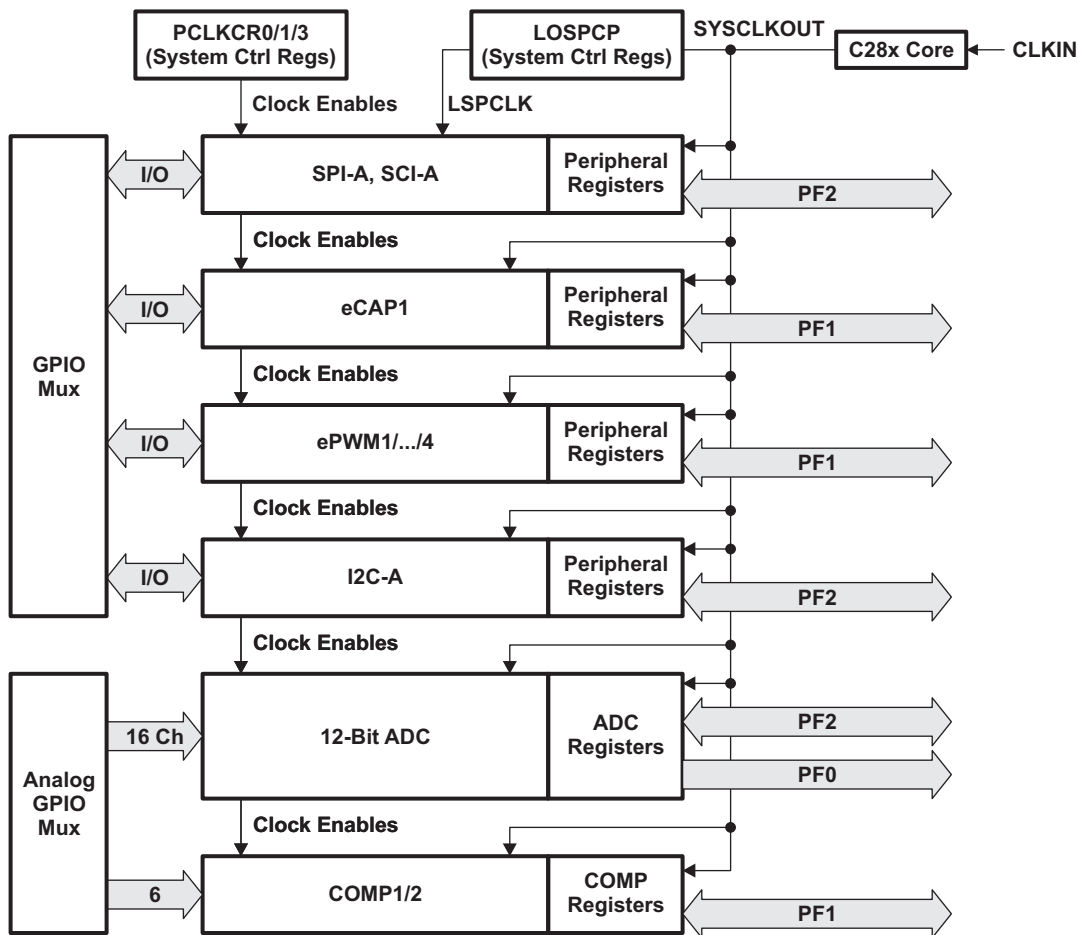 PCLKCR0/1/3
(System Ctrl Regs)
LOSPCP
(System Ctrl Regs)
SYSCLKOUT
C28x Core
CLKIN
Clock Enables
LSPCLK
I/O
SPI-A, SCI-A
Peripheral
Registers
PF2
Clock Enables
I/O
eCAP1
Peripheral
Registers
PF1
GPIO
Mux
Clock Enables
I/O
ePWM1/.../4
Peripheral
Registers
PF1
Clock Enables
I/O
I2C-A
Peripheral
Registers
PF2
Clock Enables
Analog
GPIO
Mux
16 Ch
12-Bit ADC
ADC
Registers
PF2
PF0
Clock Enables
6
COMP1/2
COMP
Registers
PF1